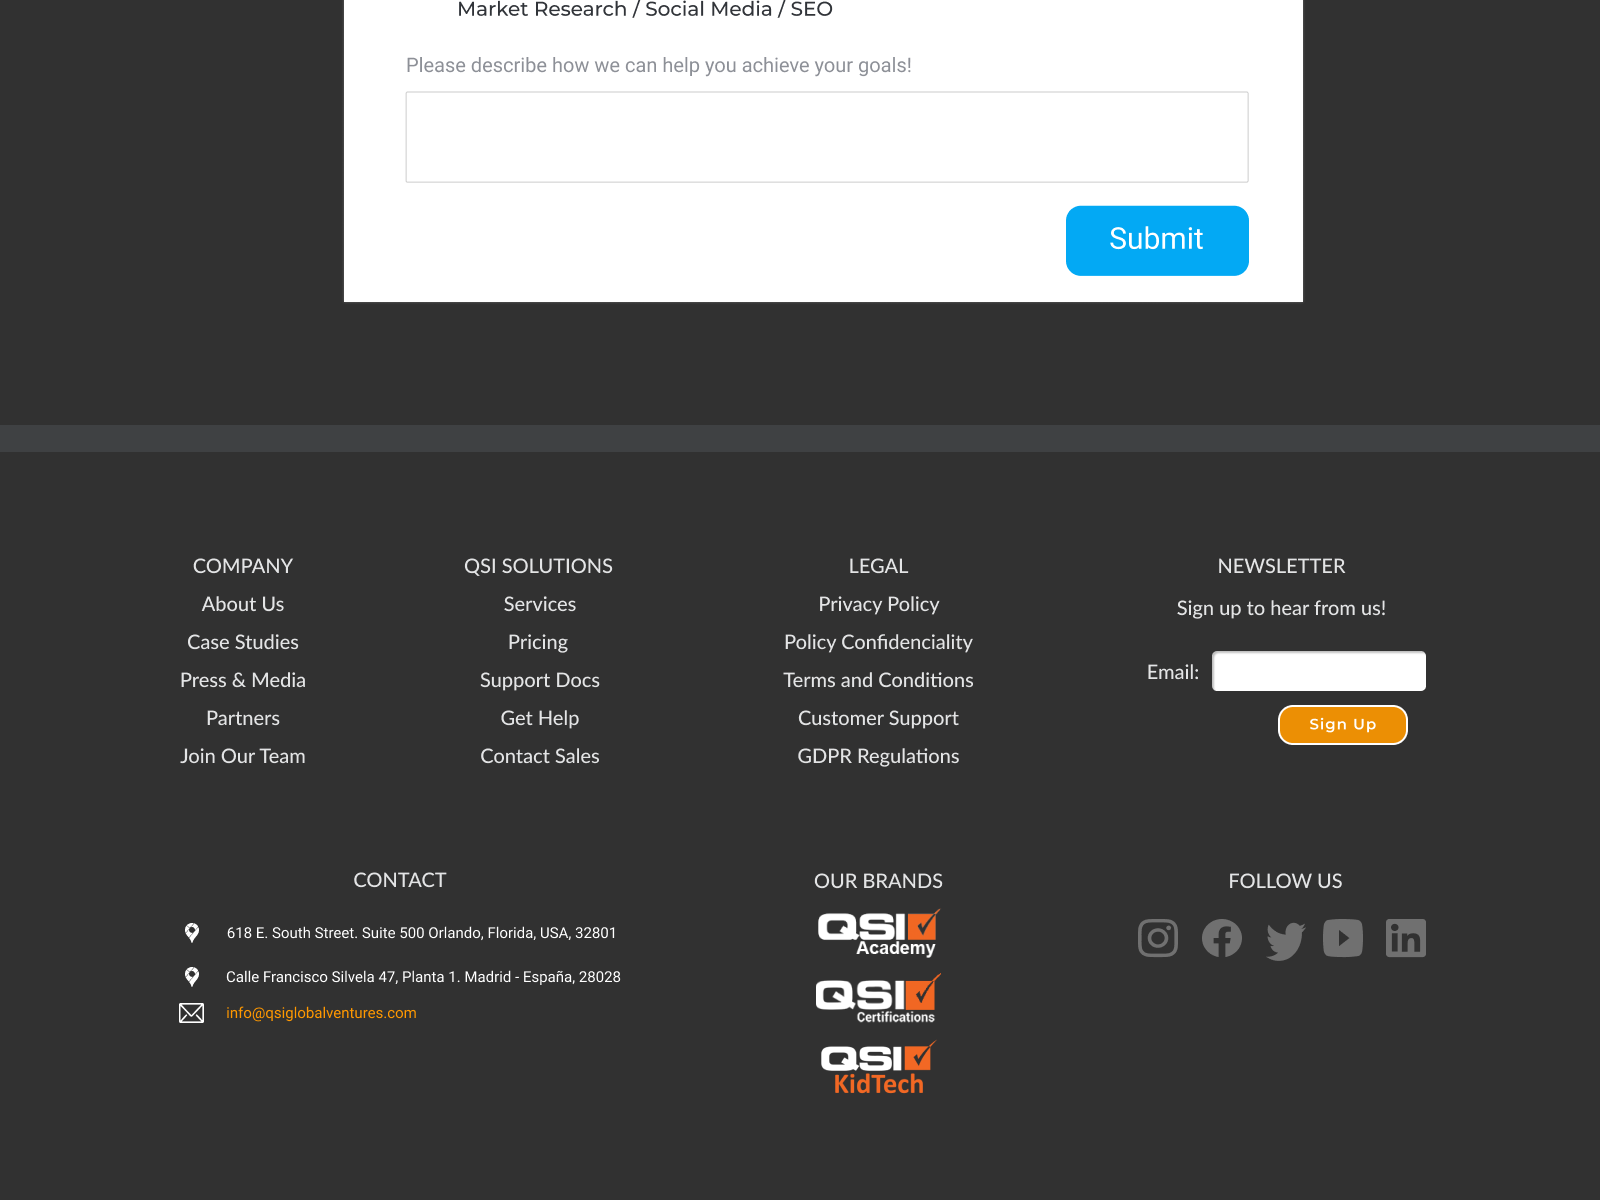 Market Research / Social Media / SEO
Please describe how we can help you achieve your goals!
Submit
COMPANY
About Us
Case Studies
Press & Media
Partners
Join Our Team
QSI SOLUTIONS
Services
Pricing
Support Docs
Get Help
Contact Sales
LEGAL
Privacy Policy
Policy Confidenciality
Terms and Conditions
Customer Support
GDPR Regulations
NEWSLETTER
Sign up to hear from us!
Email:
Sign Up
CONTACT
618 E. South Street. Suite 500 Orlando, Florida, USA, 32801
Calle Francisco Silvela 47, Planta 1. Madrid - España, 28028
info@qsiglobalventures.com
OUR BRANDS
QSI
Academy
QSI
Certifications
QSI
KidTech
FOLLOW US
in